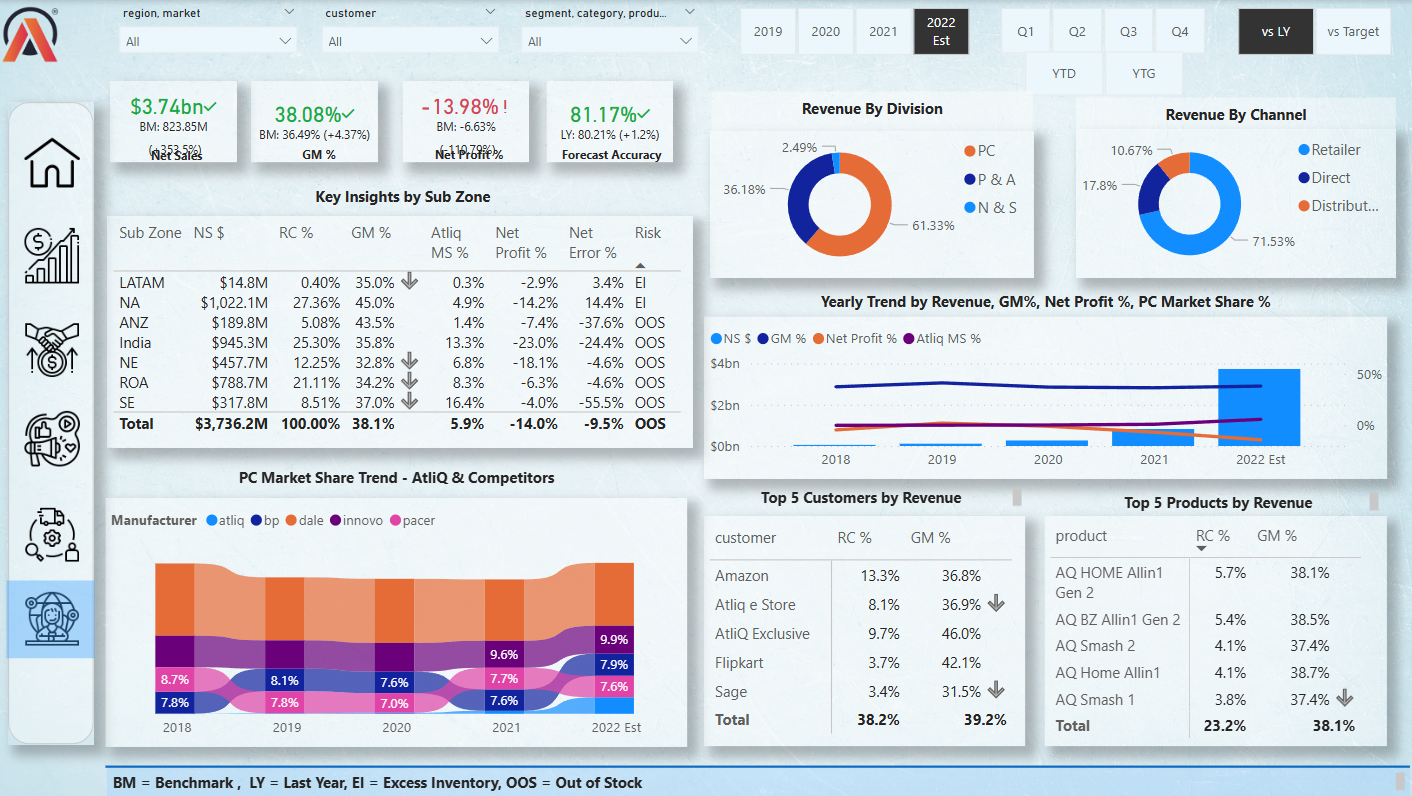 region, market
customer
segment, category, produ...
All
All
All
2019 2020 2021 2022 Est
Q1 Q2 Q3 Q4
YTD YTG
vs LY vs Target
$3.74bn
BM: 823.85M
(+353.5%)
Net Sales
38.08%
BM: 36.49% (+4.37%)
GM %
-13.98% !
BM: -6.63%
(-110.79%)
Net Profit %
81.17%
LY: 80.21% (+1.2%)
Forecast Accuracy
Revenue By Division
2.49%
36.18%
61.33%
PC
P & A
N & S
Revenue By Channel
10.67%
17.8%
71.53%
Retailer
Direct
Distribut...
Key Insights by Sub Zone
Sub Zone NS $ RC % GM % Atliq MS % Net Profit % Net Error % Risk
LATAM $14.8M 0.40% 35.0% 0.3% -2.9% 3.4% EI
NA $1,022.1M 27.36% 45.0% 4.9% -14.2% 14.4% EI
ANZ $189.8M 5.08% 43.5% 1.4% -7.4% -37.6% OOS
India $945.3M 25.30% 35.8% 13.3% -23.0% -24.4% OOS
NE $457.7M 12.25% 32.8% 6.8% -18.1% -4.6% OOS
ROA $788.7M 21.11% 34.2% 8.3% -6.3% -4.6% OOS
SE $317.8M 8.51% 37.0% 16.4% -4.0% -55.5% OOS
Total $3,736.2M 100.00% 38.1% 5.9% -14.0% -9.5% OOS
Yearly Trend by Revenue, GM%, Net Profit %, PC Market Share %
NS $ GM % Net Profit % Atliq MS %
$4bn
$2bn
$0bn
50%
0%
2018 2019 2020 2021 2022 Est
PC Market Share Trend - AtliQ & Competitors
Manufacturer atliq bp dale innovo pacer
8.7%
7.8%
8.1%
7.8%
7.6%
7.0%
9.6%
7.7%
7.6%
9.9%
7.9%
7.6%
2018 2019 2020 2021 2022 Est
Top 5 Customers by Revenue
customer RC % GM %
Amazon 13.3% 36.8%
Atliq e Store 8.1% 36.9%
AtliQ Exclusive 9.7% 46.0%
Flipkart 3.7% 42.1%
Sage 3.4% 31.5%
Total 38.2% 39.2%
Top 5 Products by Revenue
product RC % GM %
AQ HOME Allin1 5.7% 38.1%
Gen 2
AQ BZ Allin1 Gen 2 5.4% 38.5%
AQ Smash 2 4.1% 37.4%
AQ Home Allin1 4.1% 38.7%
AQ Smash 1 3.8% 37.4%
Total 23.2% 38.1%
BM = Benchmark , LY = Last Year, EI = Excess Inventory, OOS = Out of Stock